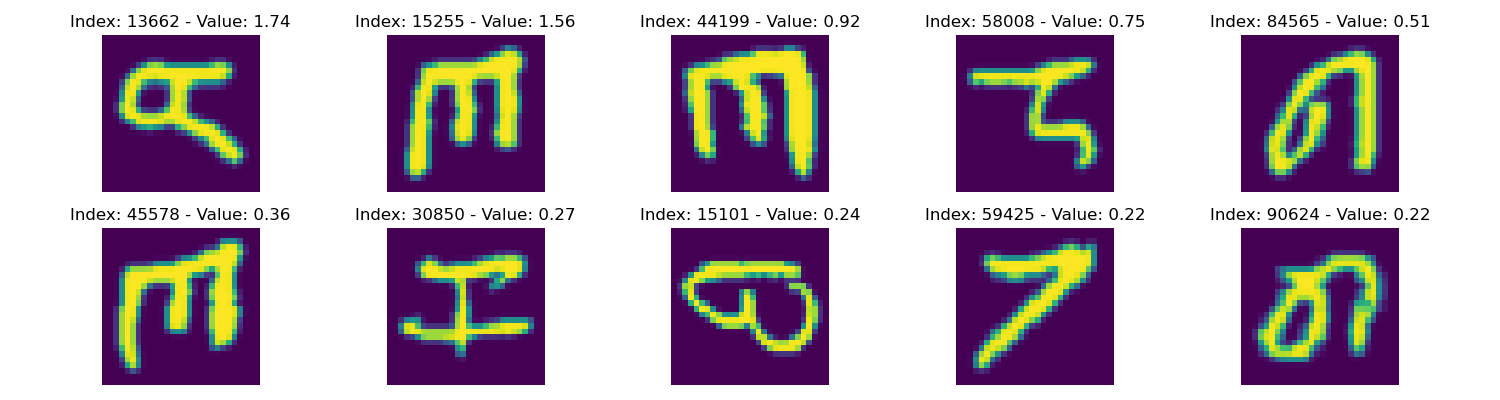 Index: 13662 - Value: 1.74
Index: 15255 - Value: 1.56
Index: 44199 - Value: 0.92
Index: 58008 - Value: 0.75
Index: 84565 - Value: 0.51
Index: 45578 - Value: 0.36
Index: 30850 - Value: 0.27
Index: 15101 - Value: 0.24
Index: 59425 - Value: 0.22
Index: 90624 - Value: 0.22